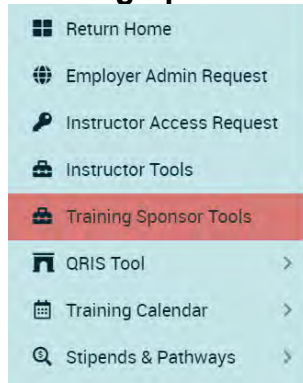 Return Home
Employer Admin Request
Instructor Access Request
Instructor Tools
Training Sponsor Tools
QRIS Tool
Training Calendar
Stipends & Pathways